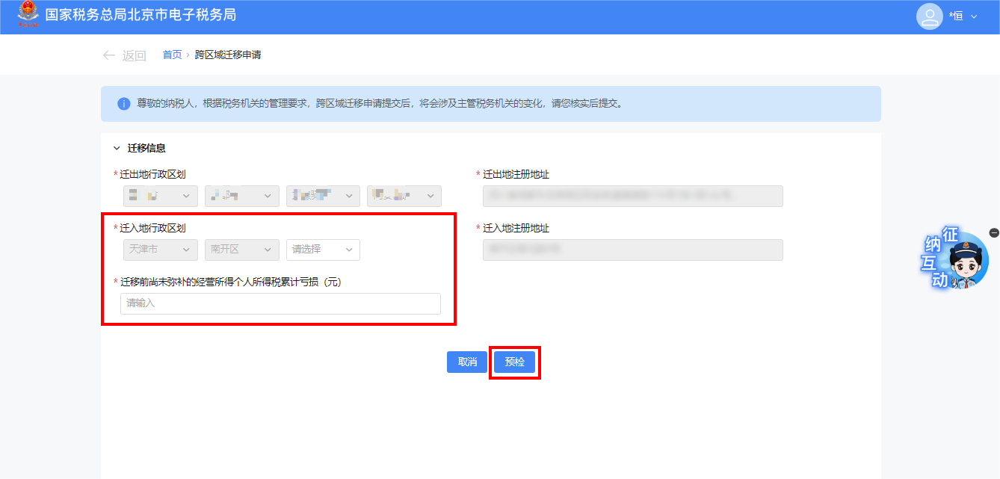 国家税务总局北京市电子税务局
*恒
返回 首页 › 跨区域迁移申请
尊敬的纳税人，根据税务机关的管理要求，跨区域迁移申请提交后，将会涉及主管税务机关的变化，请您核实后提交。
迁移信息
*迁出地行政区划
*迁出地注册地址
*迁入地行政区划
*迁入地注册地址
天津市 南开区 请选择
*迁移前尚未弥补的经营所得个人所得税累计亏损（元）
请输入
取消 预检
征纳互动